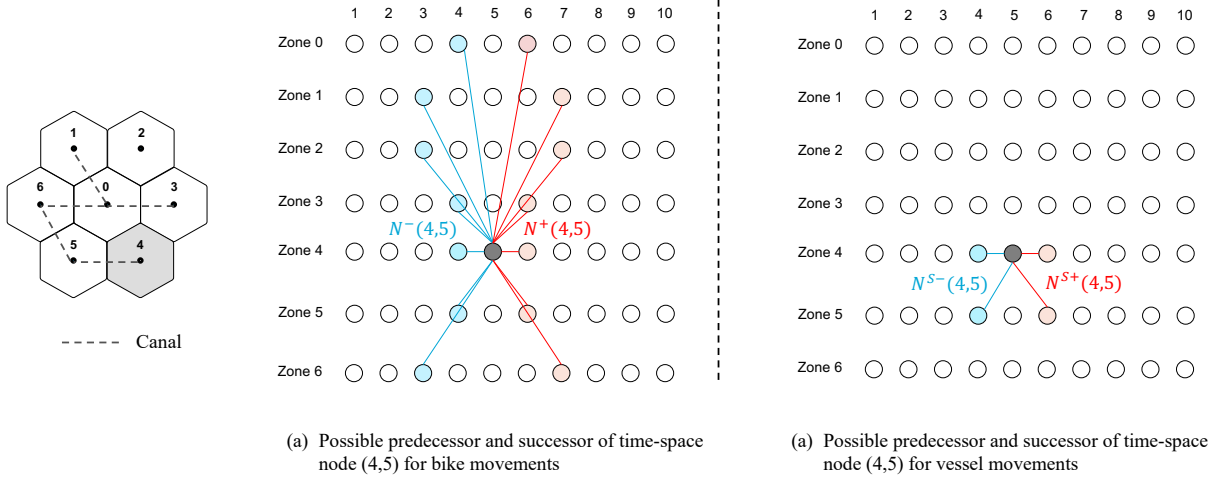 1
2
6
0
3
5
4
Canal
1 2 3 4 5 6 7 8 9 10
Zone 0
Zone 1
Zone 2
Zone 3
N⁻(4,5) N⁺(4,5)
Zone 4
Zone 5
Zone 6
(a) Possible predecessor and successor of time-space
node (4,5) for bike movements
1 2 3 4 5 6 7 8 9 10
Zone 0
Zone 1
Zone 2
Zone 3
Zone 4
N^{S-}(4,5) N^{S+}(4,5)
Zone 5
Zone 6
(a) Possible predecessor and successor of time-space
node (4,5) for vessel movements